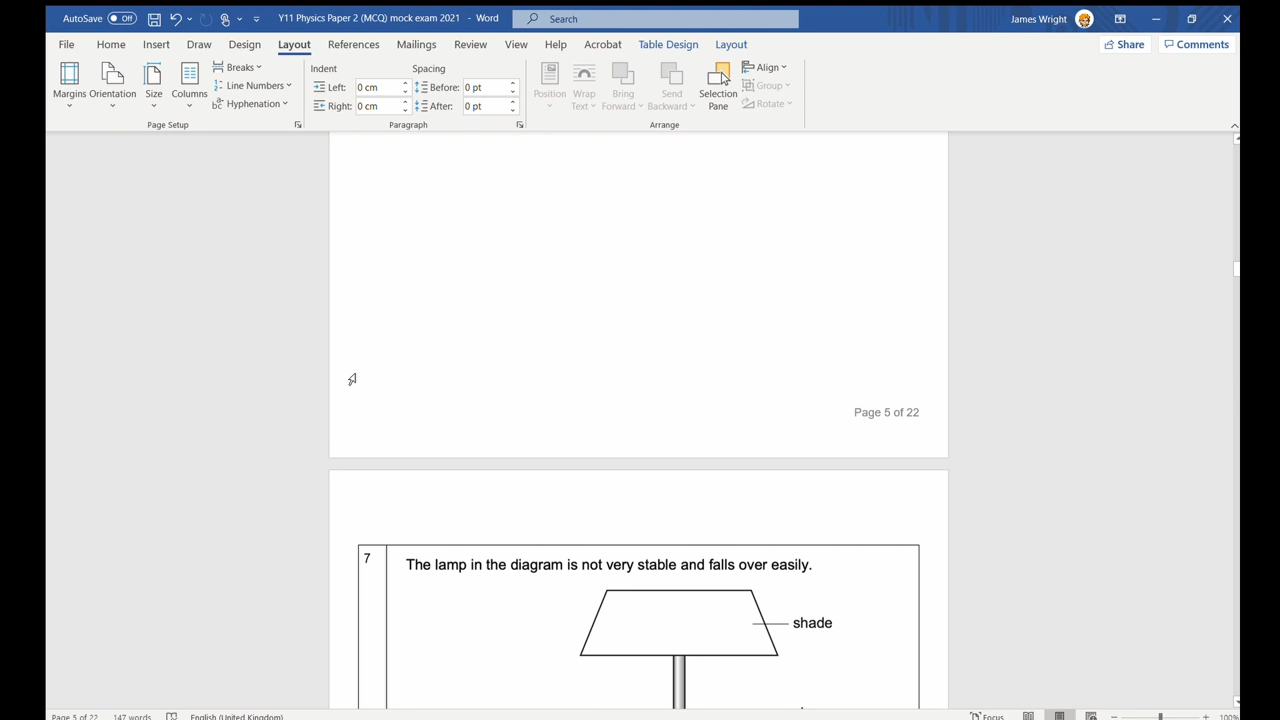 AutoSave Off Y11 Physics Paper 2 (MCQ) mock exam 2021 - Word Search James Wright
File Home Insert Draw Design Layout References Mailings Review View Help Acrobat Table Design Layout Share Comments
Margins Orientation Size Columns
Breaks
Line Numbers
Hyphenation
Page Setup
Indent Spacing
Left: 0 cm Before: 0 pt
Right: 0 cm After: 0 pt
Paragraph
Position Wrap Text Bring Forward Send Backward Selection Pane
Align
Group
Rotate
Arrange
Page 5 of 22
7 The lamp in the diagram is not very stable and falls over easily.
shade
Page 5 of 22 147 words English (United Kingdom) Focus 100%